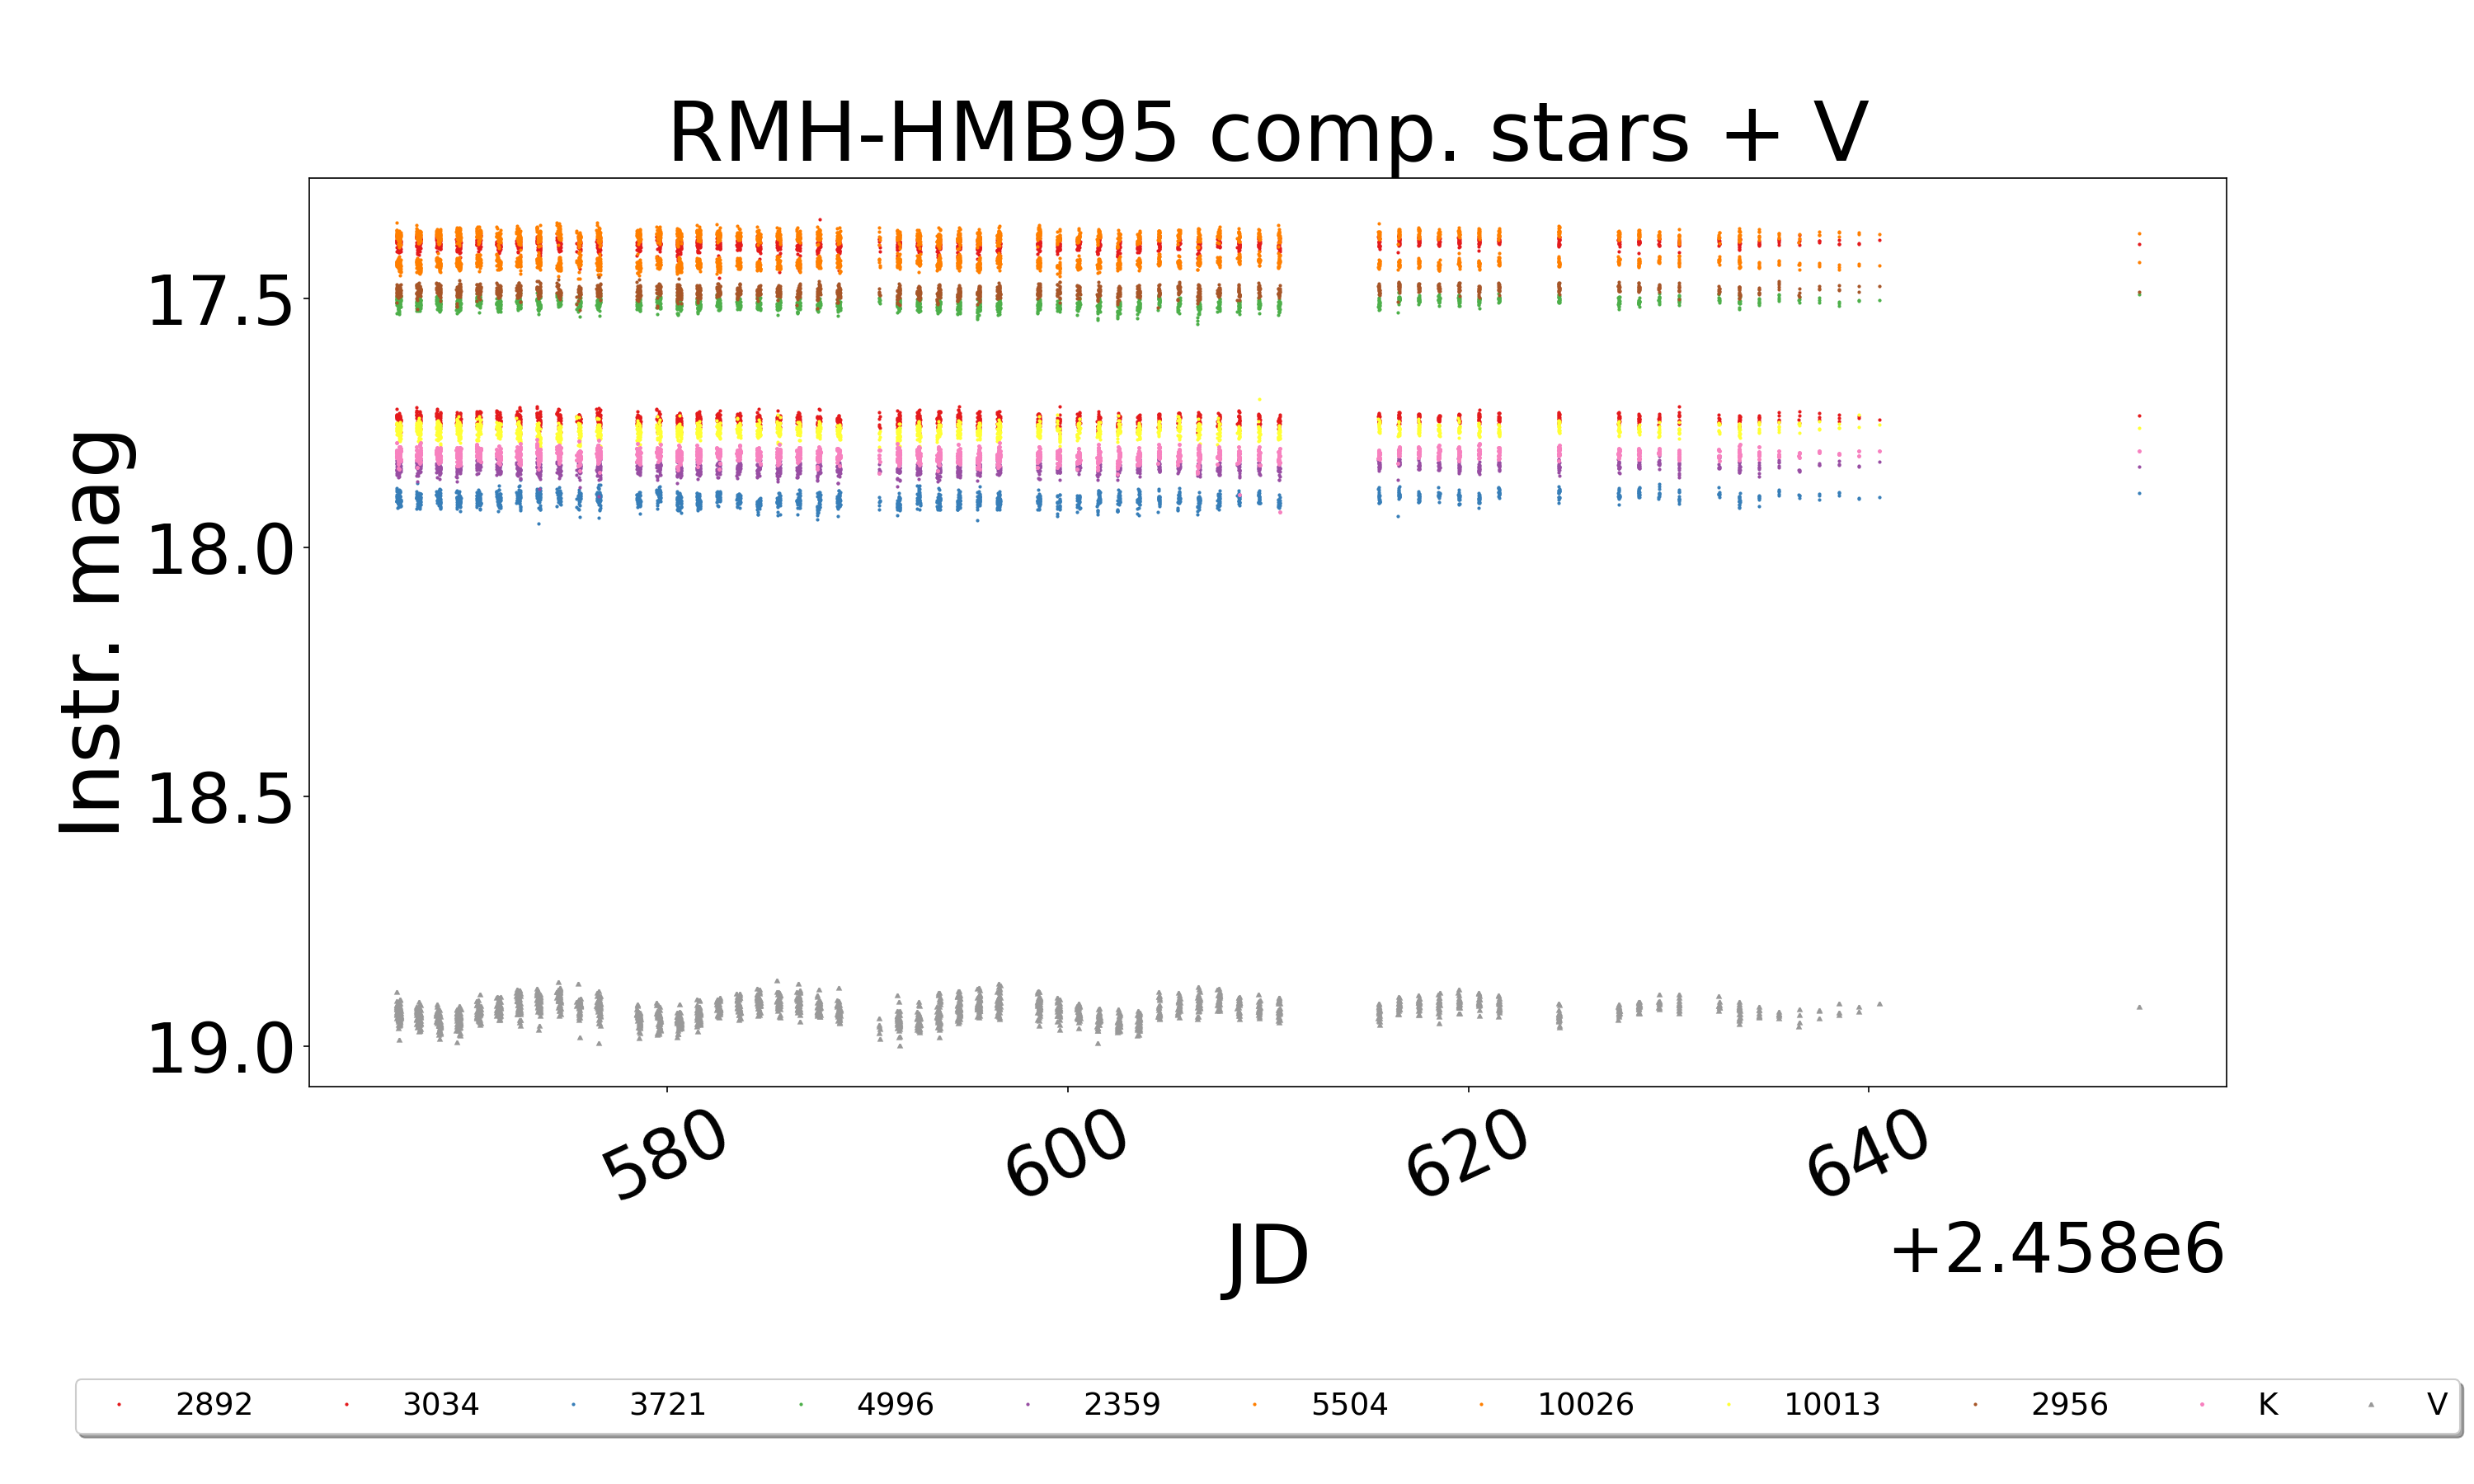 RMH-HMB95 comp. stars + V
Instr. mag
17.5
18.0
18.5
19.0
580
600
620
640
JD
+2.458e6
2892 3034 3721 4996 2359 5504 10026 10013 2956 K V